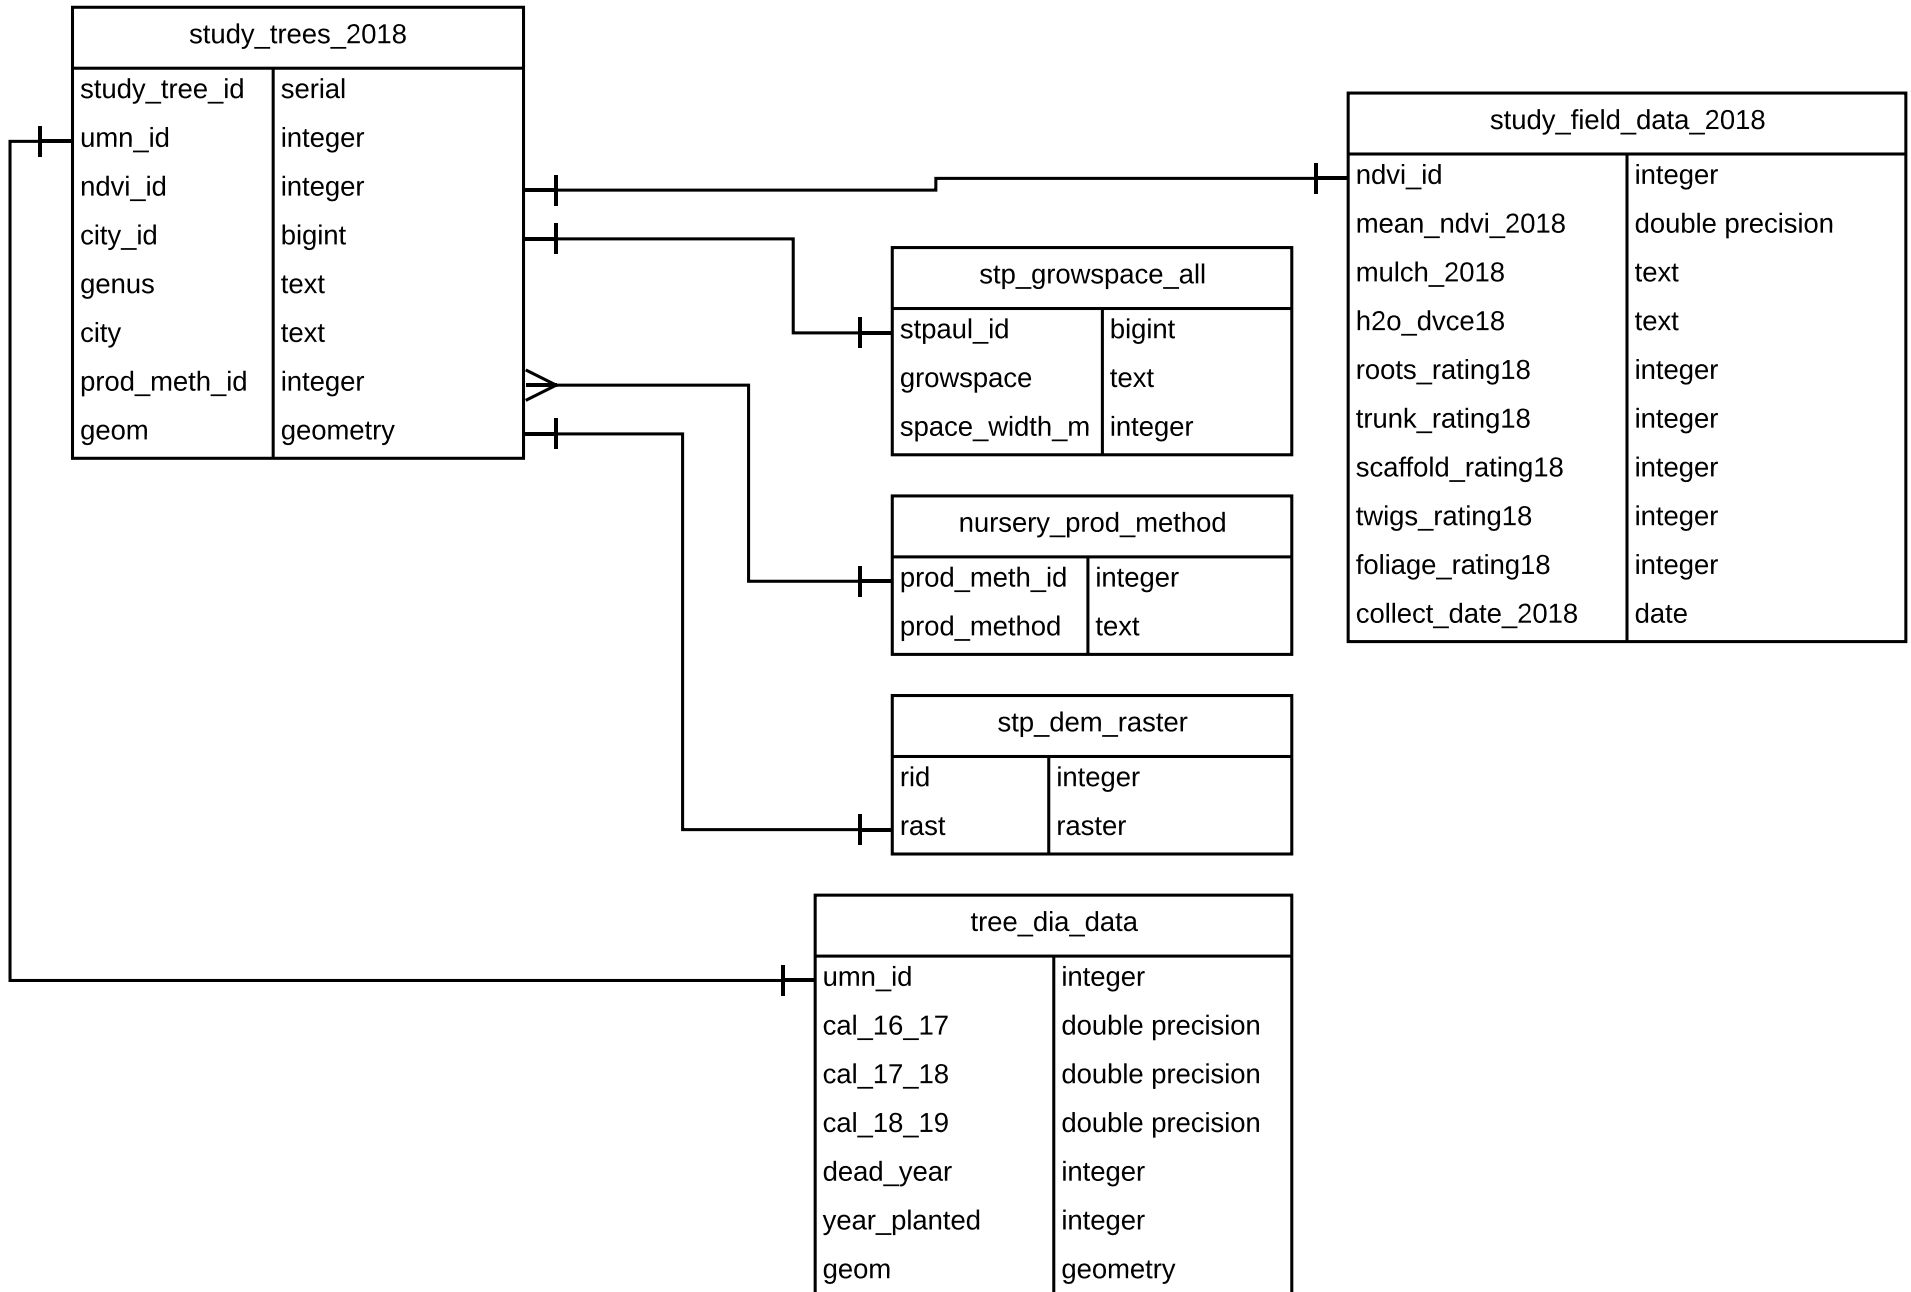 study_trees_2018
study_tree_id serial
umn_id integer
ndvi_id integer
city_id bigint
genus text
city text
prod_meth_id integer
geom geometry
study_field_data_2018
ndvi_id integer
mean_ndvi_2018 double precision
mulch_2018 text
h2o_dvce18 text
roots_rating18 integer
trunk_rating18 integer
scaffold_rating18 integer
twigs_rating18 integer
foliage_rating18 integer
collect_date_2018 date
stp_growspace_all
stpaul_id bigint
growspace text
space_width_m integer
nursery_prod_method
prod_meth_id integer
prod_method text
stp_dem_raster
rid integer
rast raster
tree_dia_data
umn_id integer
cal_16_17 double precision
cal_17_18 double precision
cal_18_19 double precision
dead_year integer
year_planted integer
geom geometry